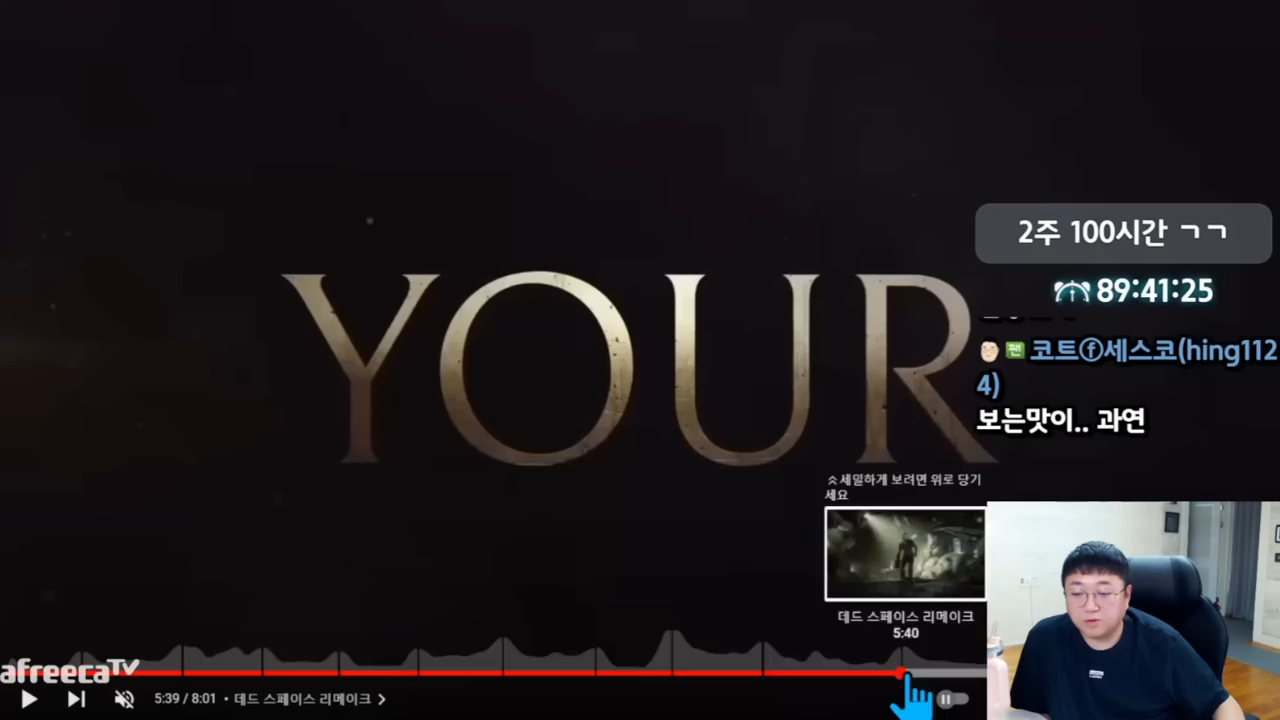 YOUR
2주 100시간 ㄱㄱ
89:41:25
팬 코트ⓕ세스코(hing112
4)
보는맛이.. 과연
세밀하게 보려면 위로 당기
세요
데드 스페이스 리메이크
5:40
afreecaTV
5:39 / 8:01 • 데드 스페이스 리메이크